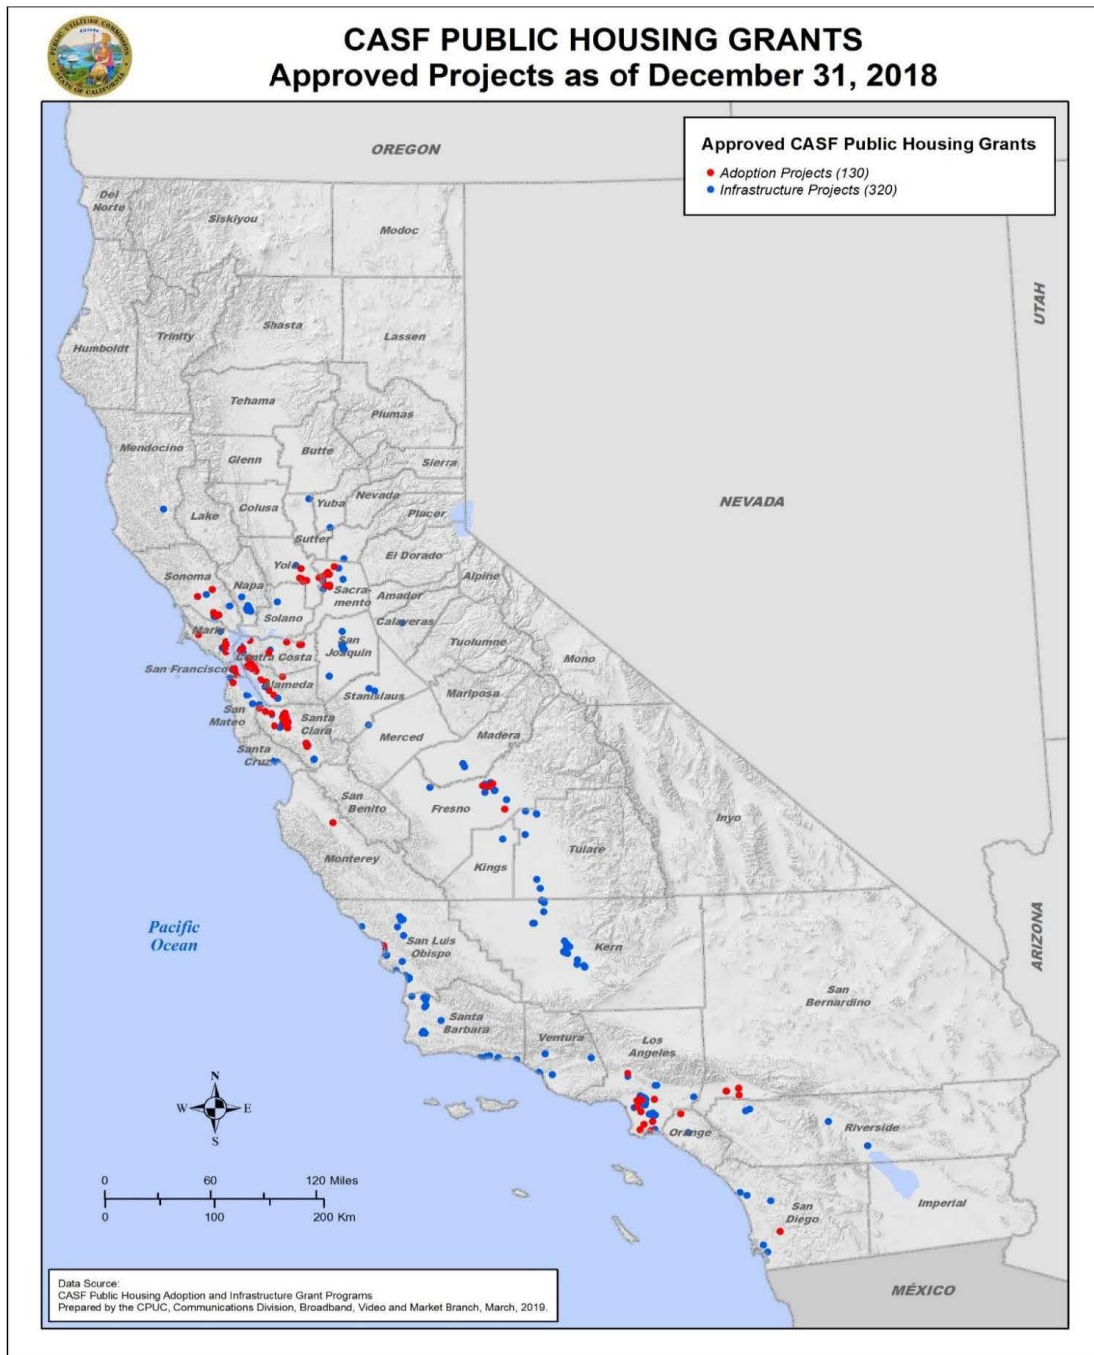 CASF PUBLIC HOUSING GRANTS
Approved Projects as of December 31, 2018
OREGON
Approved CASF Public Housing Grants
Adoption Projects (130)
Infrastructure Projects (320)
Del
Norte
Siskiyou
Modoc
UTAH
Shasta
Trinity
Lassen
Humboldt
Tehama
Plumas
Mendocino
Butte
Glenn
Sierra
Nevada
Yuba
NEVADA
Colusa
Lake
Placer
Sutter
El Dorado
Yolo
Sonoma
Alpine
Napa
Sacra-
mento
Amador
Solano
Calaveras
Marin
San
Joaquin
Tuolumne
Contra Costa
Mono
San Francisco
Alameda
Stanislaus
Mariposa
San
Mateo
Santa
Clara
Merced
Madera
Santa
Cruz
San
Benito
Fresno
Inyo
Tulare
Monterey
Kings
Pacific
Ocean
San Luis
Obispo
Kern
ARIZONA
San
Bernardino
Santa
Barbara
Ventura
Los
Angeles
N
W
E
S
Orange
Riverside
0
60
120 Miles
0
100
200 Km
San
Diego
Imperial
MÉXICO
Data Source:
CASF Public Housing Adoption and Infrastructure Grant Programs
Prepared by the CPUC, Communications Division, Broadband, Video and Market Branch, March, 2019.